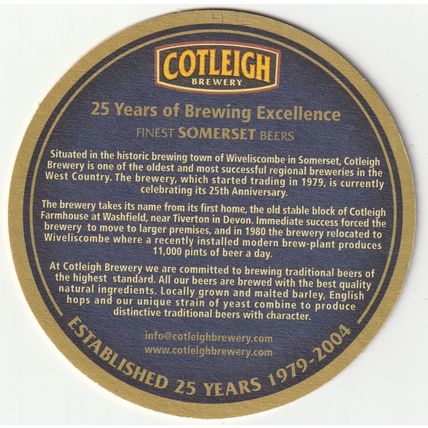 COTLEIGH
BREWERY
25 Years of Brewing Excellence
FINEST SOMERSET BEERS
Situated in the historic brewing town of Wiveliscombe in Somerset, Cotleigh
Brewery is one of the oldest and most successful regional breweries in the
West Country. The brewery, which started trading in 1979, is currently
celebrating its 25th Anniversary.
The brewery takes its name from its first home, the old stable block of Cotleigh
Farmhouse at Washfield, near Tiverton in Devon. Immediate success forced the
brewery to move to larger premises, and in 1980 the brewery relocated to
Wiveliscombe where a recently installed modern brew-plant produces
11,000 pints of beer a day.
At Cotleigh Brewery we are committed to brewing traditional beers of
the highest standard. All our beers are brewed with the best quality
natural ingredients. Locally grown and malted barley, English
hops and our unique strain of yeast combine to produce
distinctive traditional beers with character.
info@cotleighbrewery.com
www.cotleighbrewery.com
ESTABLISHED 25 YEARS 1979-2004